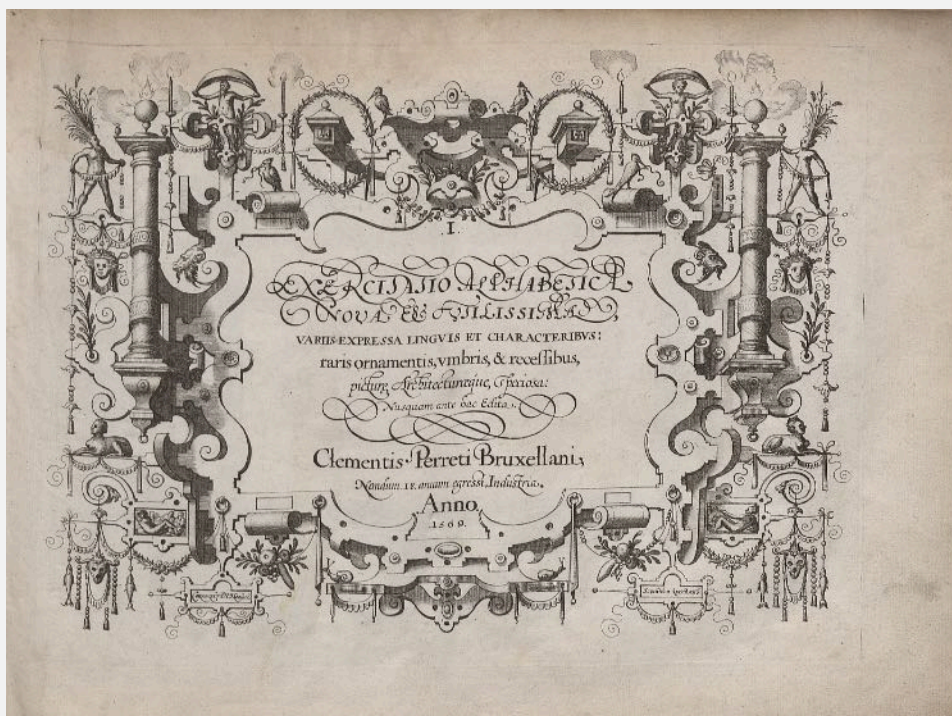 .I.
EXERCITATIO ALPHABETICA
NOVA ET VTILISSIMA,
VARIIS EXPRESSA LINGVIS ET CHARACTERIBVS:
raris ornamentis, vmbris, & recessibus,
picturę, Architecturæque, speciosa:
Nusquam ante hac Edita.
Clementis Perreti Bruxellani,
Nondum 18. annum egressi Industria.
Anno,
1569.